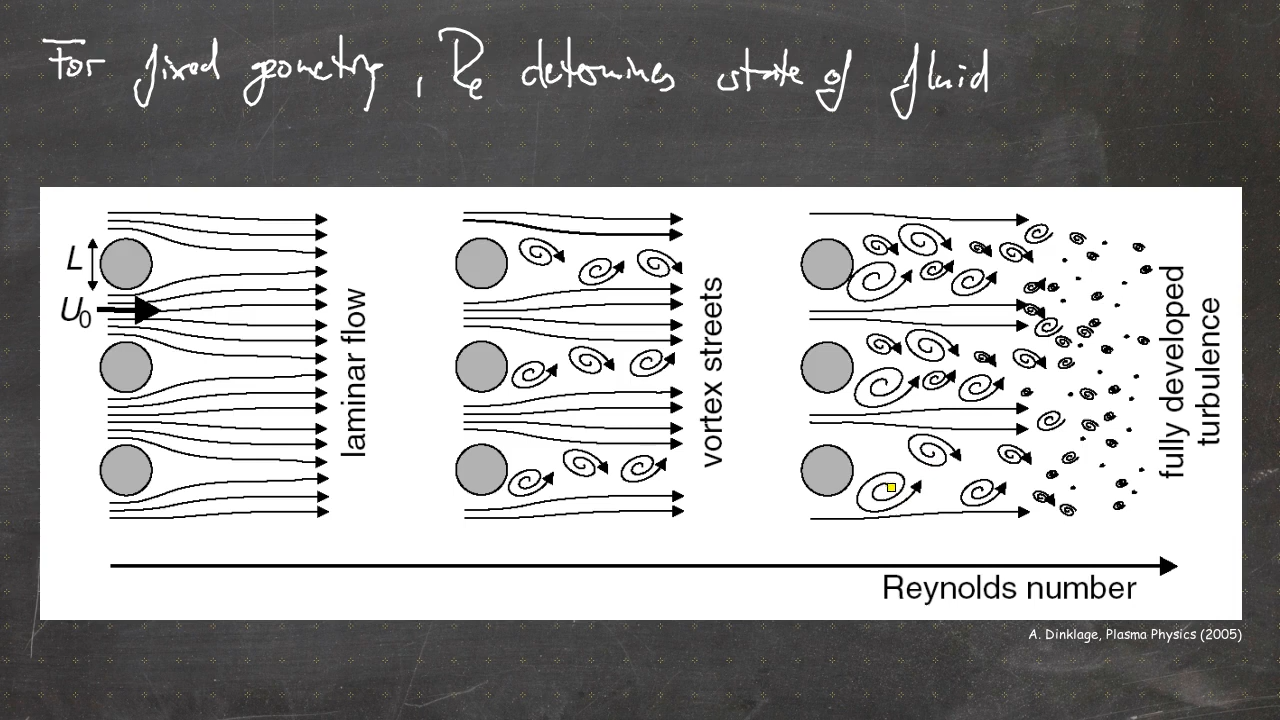 For fixed geometry, Re determines state of fluid
L
U0
laminar flow
vortex streets
fully developed
turbulence
Reynolds number
A. Dinklage, Plasma Physics (2005)